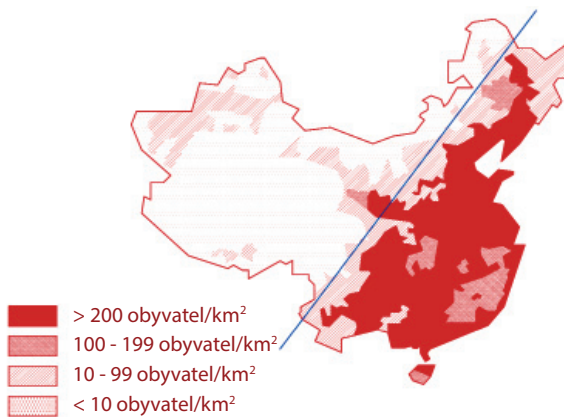 > 200 obyvatel/km²
100 - 199 obyvatel/km²
10 - 99 obyvatel/km²
< 10 obyvatel/km²